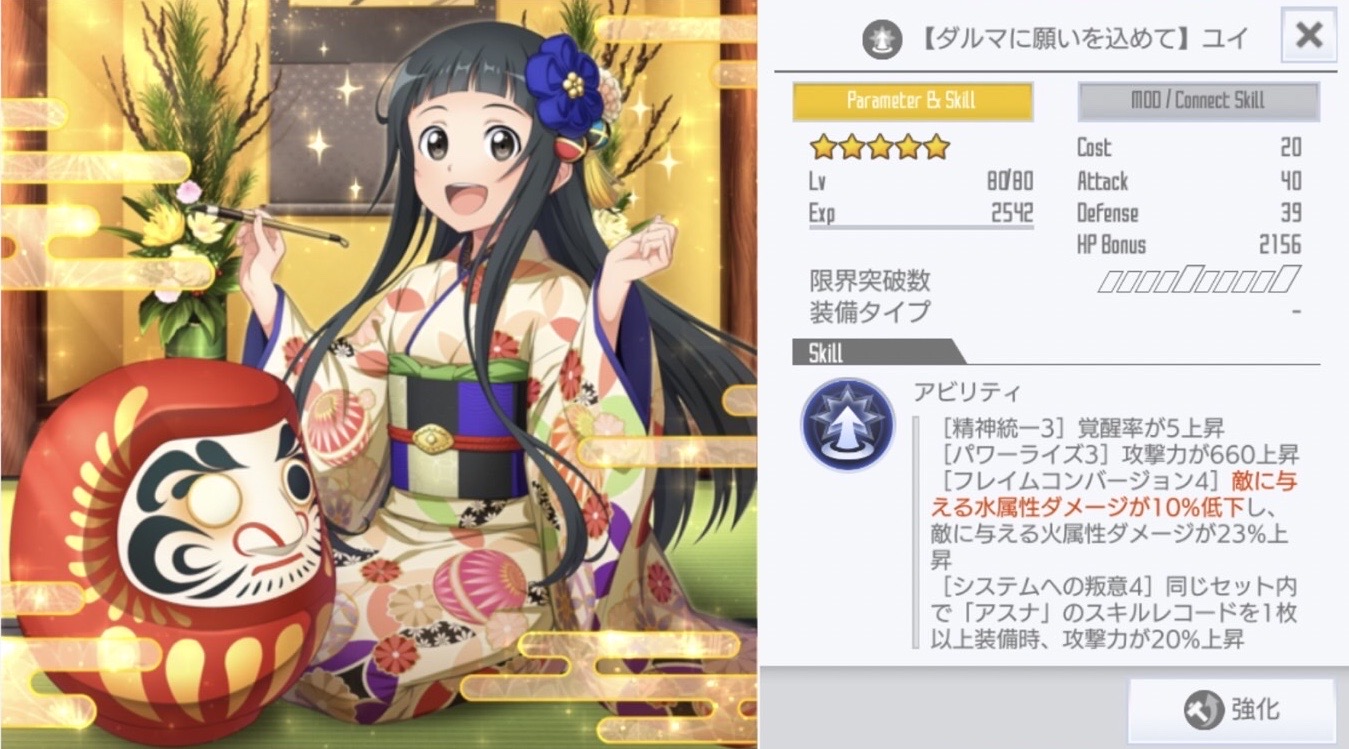 【ダルマに願いを込めて】ユイ
Parameter & Skill
MOD / Connect Skill
Lv 80/80
Exp 2542
Cost 20
Attack 40
Defense 39
HP Bonus 2156
限界突破数
装備タイプ -
Skill
アビリティ
［精神統一3］覚醒率が5上昇
［パワーライズ3］攻撃力が660上昇
［フレイムコンバージョン4］敵に与
える水属性ダメージが10%低下し、
敵に与える火属性ダメージが23%上
昇
［システムへの叛意4］同じセット内
で「アスナ」のスキルレコードを1枚
以上装備時、攻撃力が20%上昇
強化